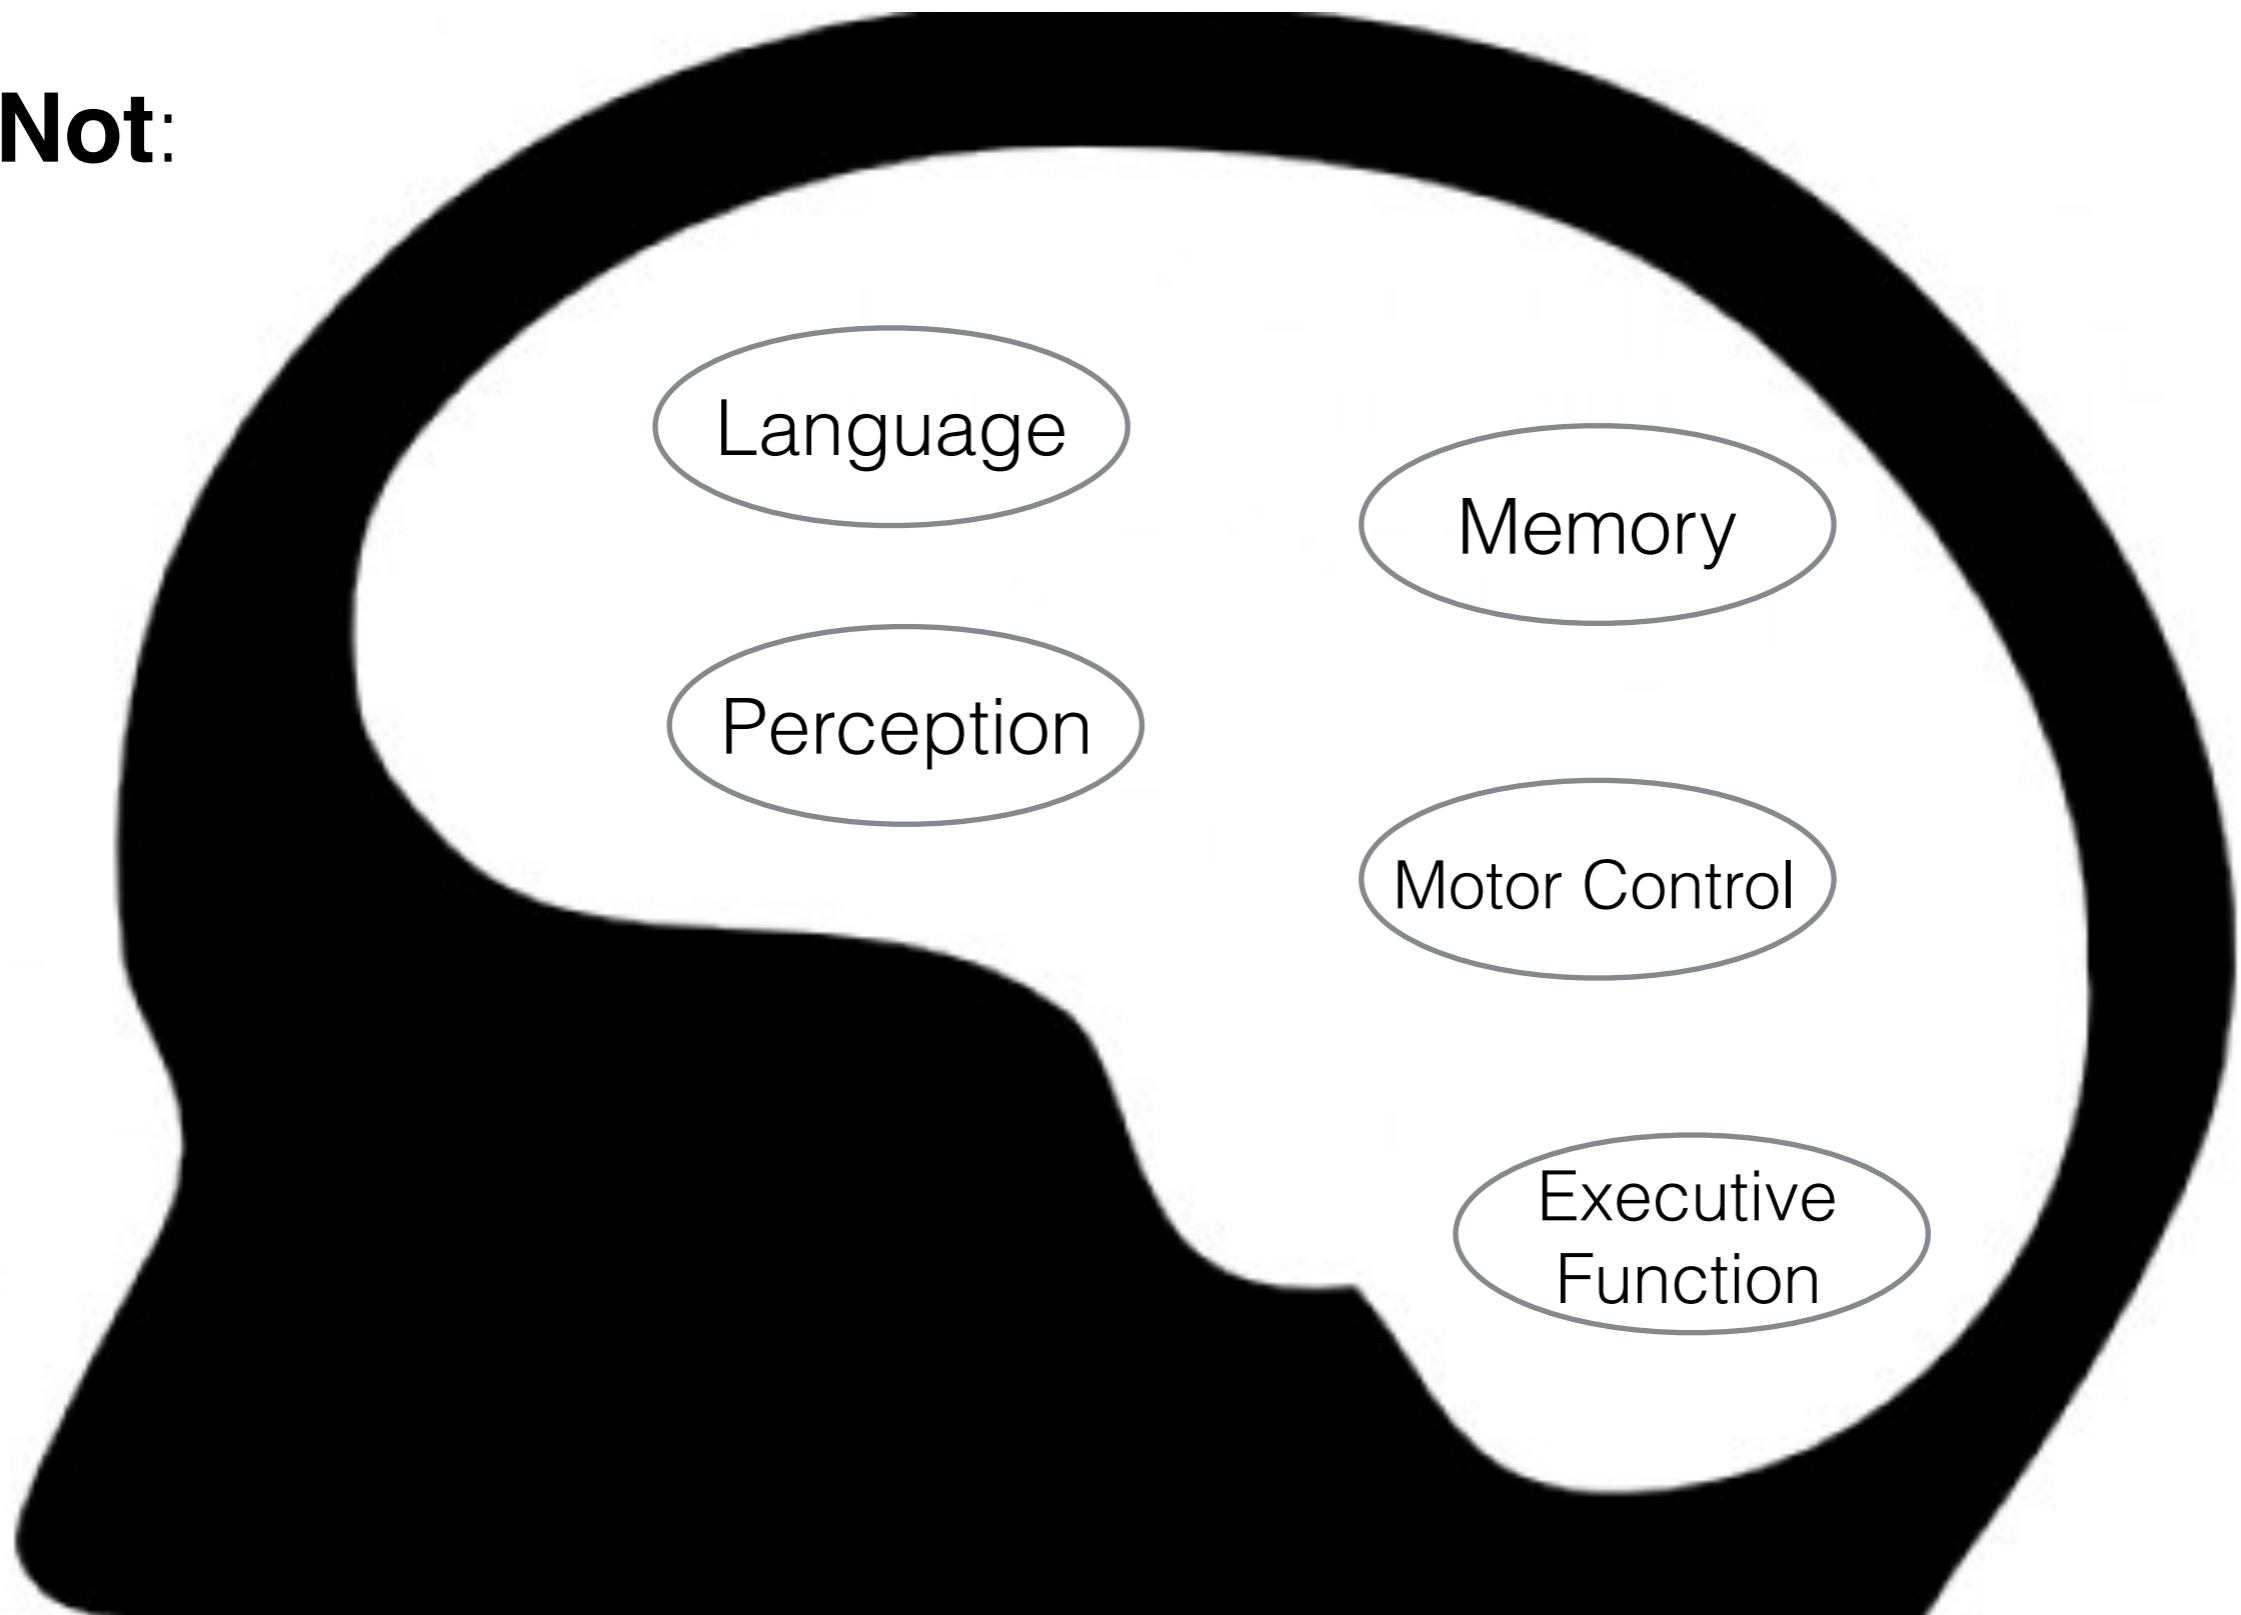 Not:
Language
Memory
Perception
Motor Control
Executive
Function